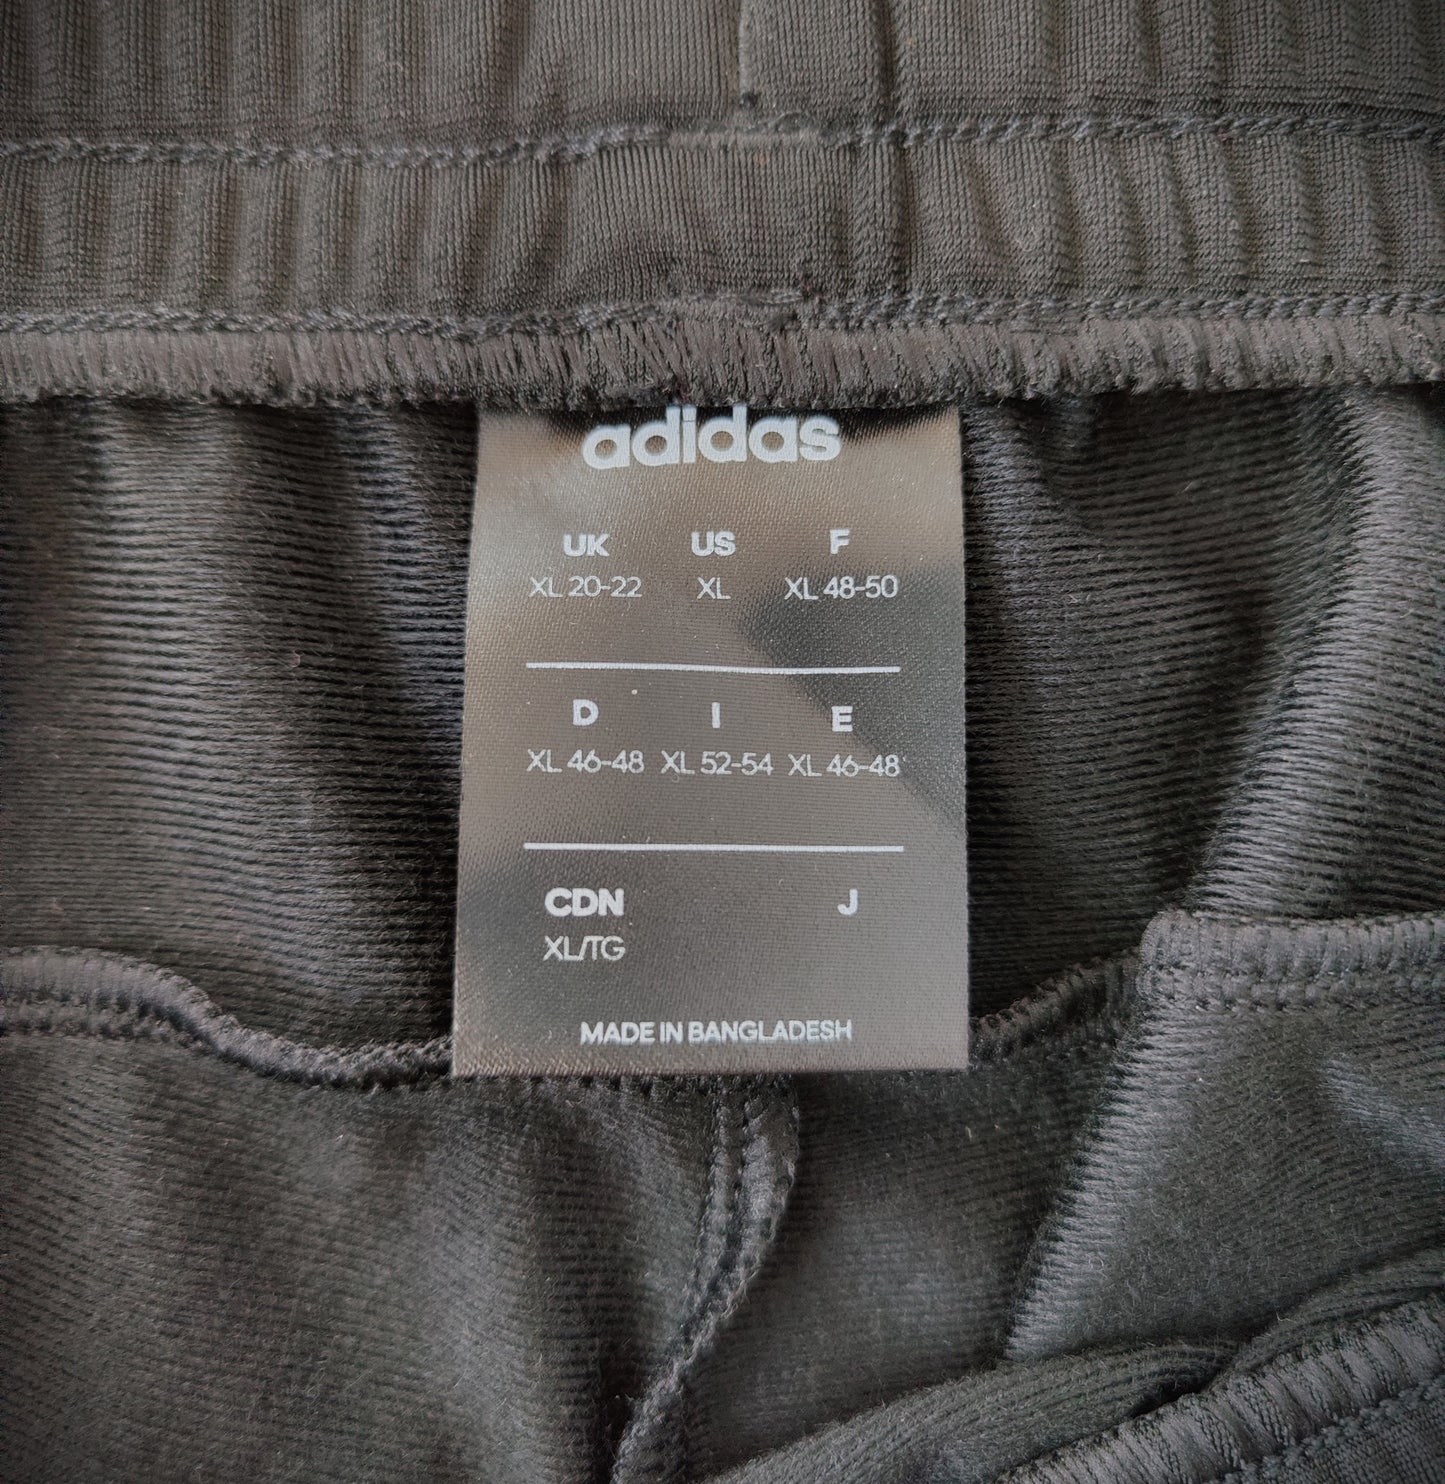 adidas
UK US F
XL 20-22 XL XL 48-50
D I E
XL 46-48 XL 52-54 XL 46-48
CDN J
XL/TG
MADE IN BANGLADESH